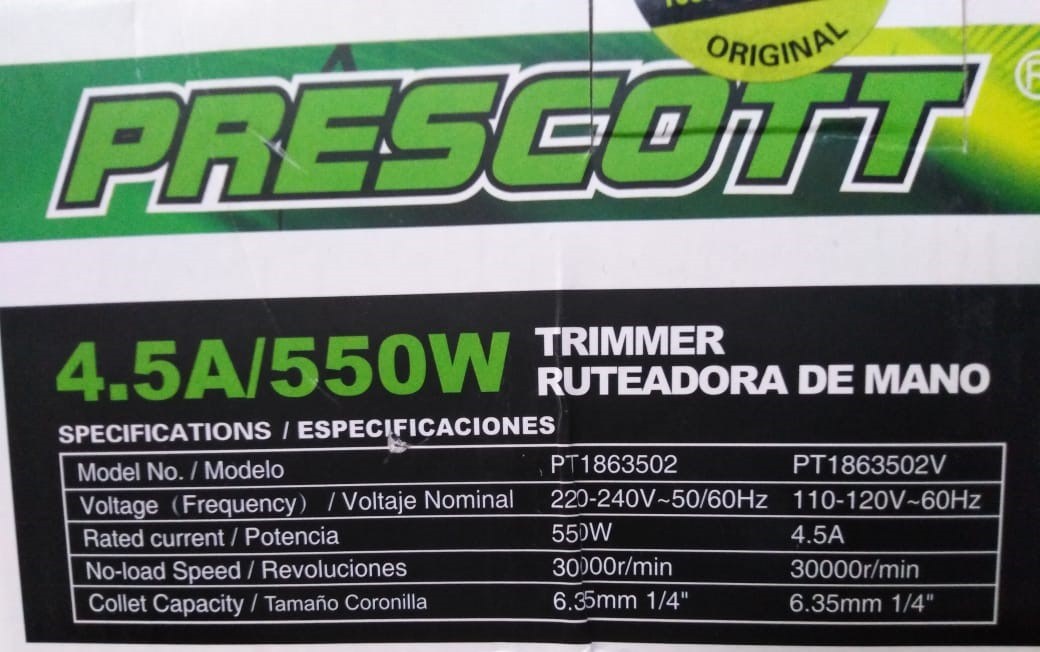 ORIGINAL
PRESCOTT®
4.5A/550W
TRIMMER
RUTEADORA DE MANO
SPECIFICATIONS / ESPECIFICACIONES
Model No. / Modelo PT1863502 PT1863502V
Voltage (Frequency) / Voltaje Nominal 220-240V~50/60Hz 110-120V~60Hz
Rated current / Potencia 550W 4.5A
No-load Speed / Revoluciones 30000r/min 30000r/min
Collet Capacity / Tamaño Coronilla 6.35mm 1/4" 6.35mm 1/4"